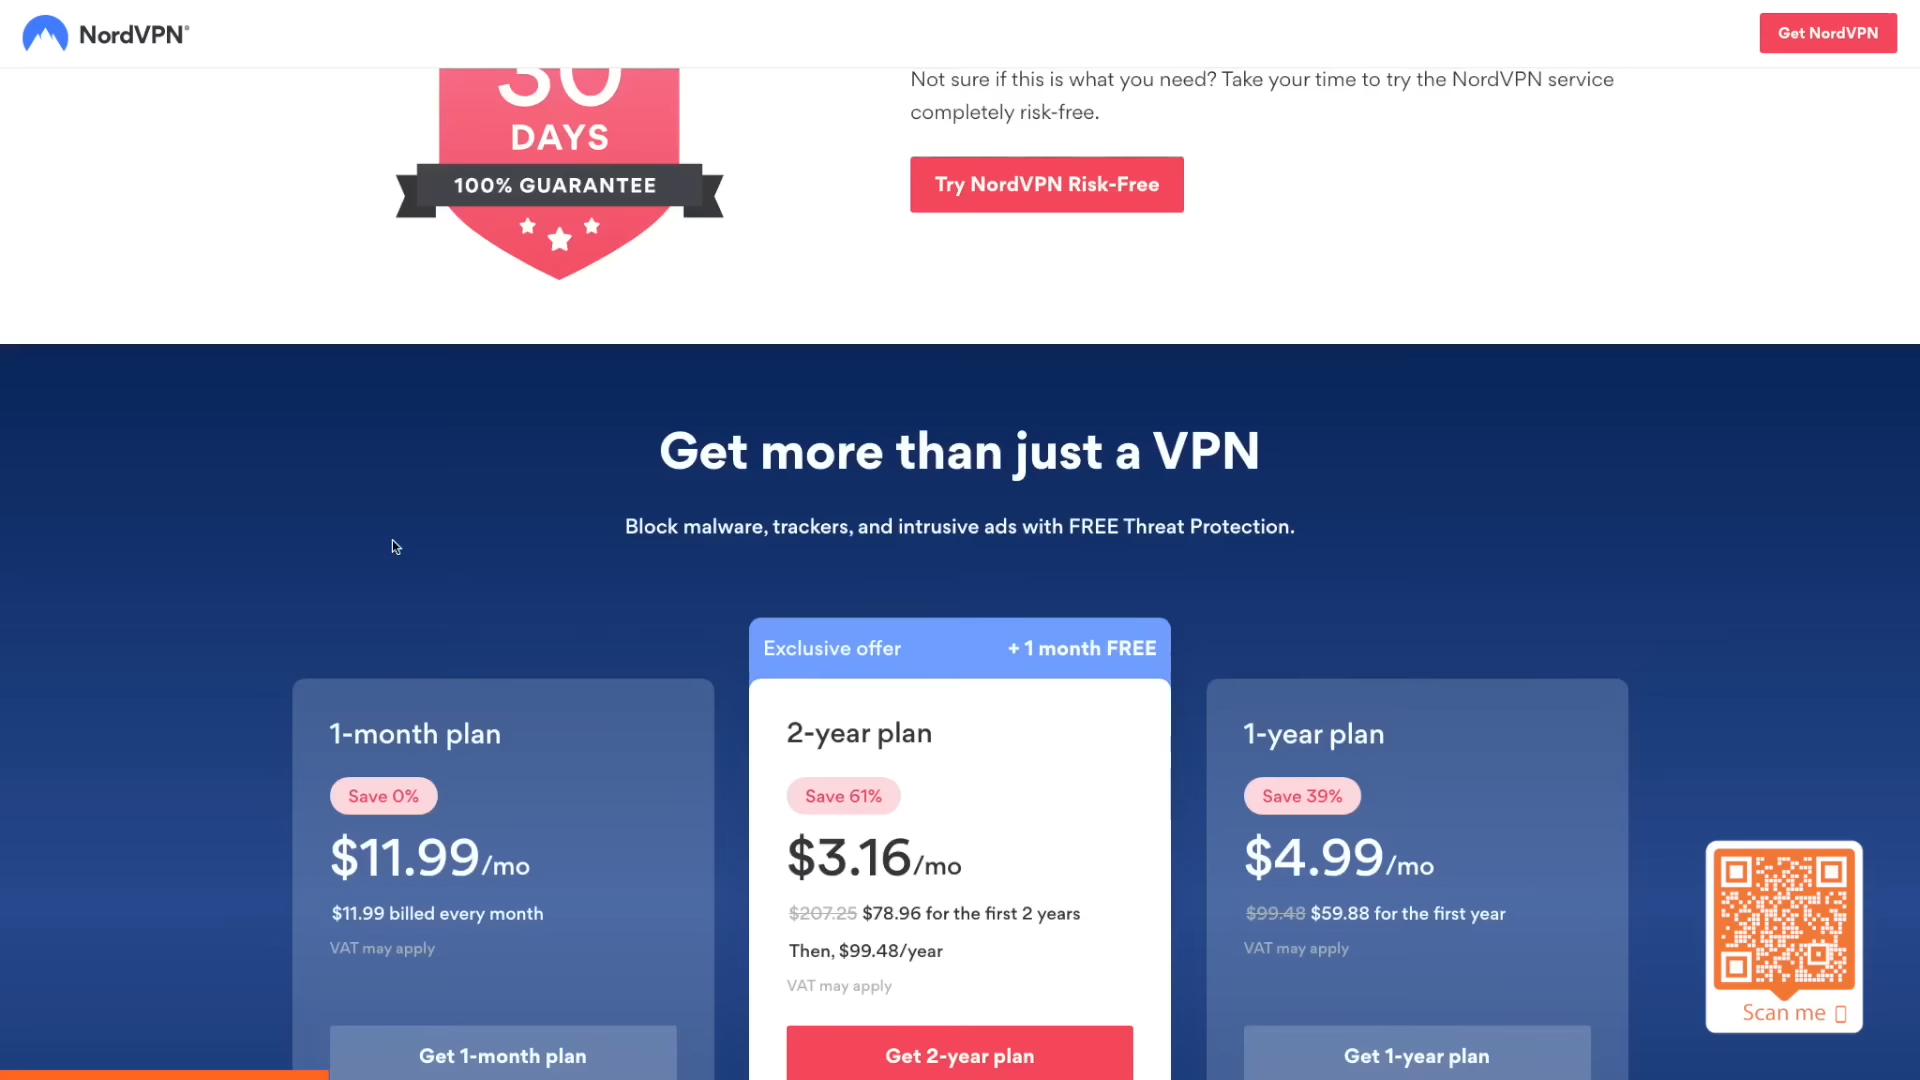 NordVPN®
Get NordVPN
30
DAYS
100% GUARANTEE
Not sure if this is what you need? Take your time to try the NordVPN service
completely risk-free.
Try NordVPN Risk-Free
Get more than just a VPN
Block malware, trackers, and intrusive ads with FREE Threat Protection.
Exclusive offer
+ 1 month FREE
1-month plan
Save 0%
$11.99/mo
$11.99 billed every month
VAT may apply
Get 1-month plan
2-year plan
Save 61%
$3.16/mo
$207.25 $78.96 for the first 2 years
Then, $99.48/year
VAT may apply
Get 2-year plan
1-year plan
Save 39%
$4.99/mo
$99.48 $59.88 for the first year
VAT may apply
Get 1-year plan
Scan me